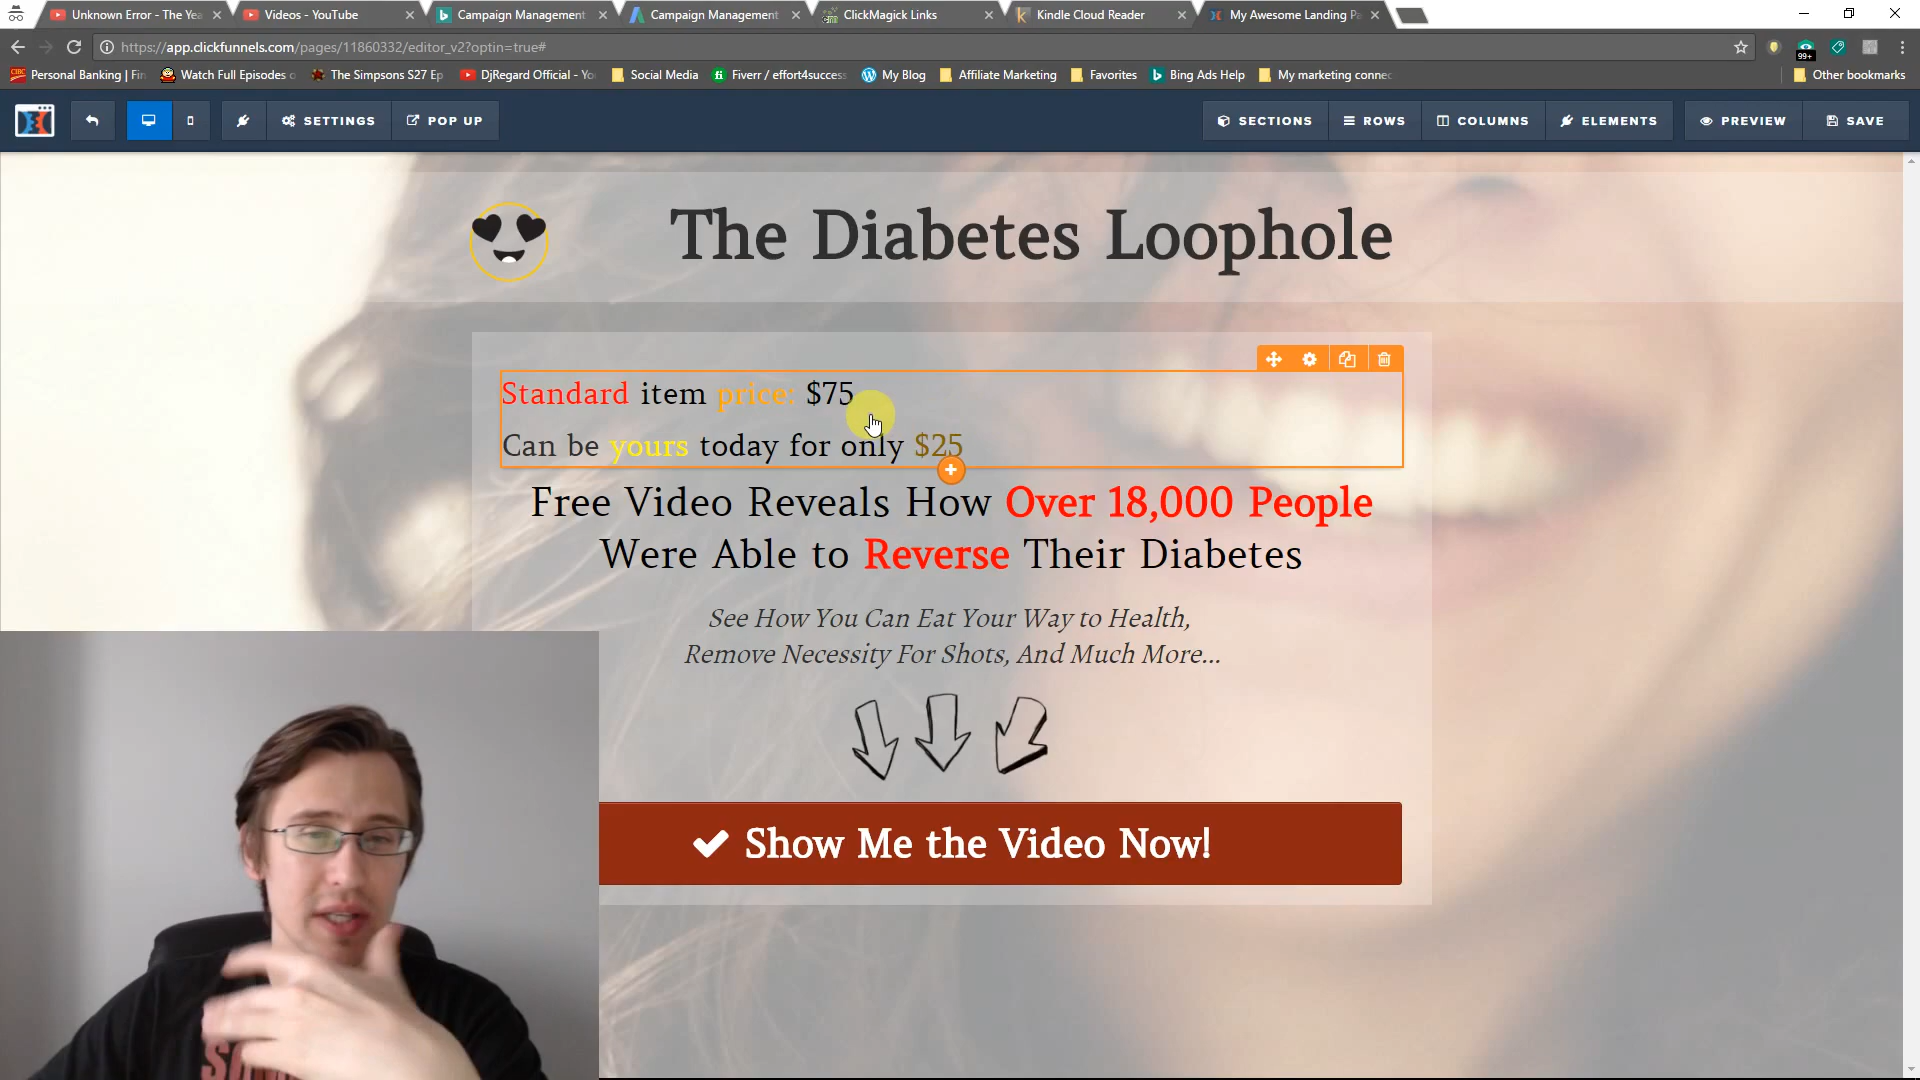 Unknown Error - The Yea
Videos - YouTube
Campaign Management
Campaign Management
ClickMagick Links
Kindle Cloud Reader
My Awesome Landing Pa
https://app.clickfunnels.com/pages/11860332/editor_v2?optin=true#
99+
CIBC Personal Banking | Fin
Watch Full Episodes o
The Simpsons S27 Ep
DjRegard Official - Yo
Social Media
Fiverr / effort4success
My Blog
Affiliate Marketing
Favorites
Bing Ads Help
My marketing connec
Other bookmarks
SETTINGS
POP UP
SECTIONS
ROWS
COLUMNS
ELEMENTS
PREVIEW
SAVE
The Diabetes Loophole
Standard item price: $75
Can be yours today for only $25
Free Video Reveals How Over 18,000 People
Were Able to Reverse Their Diabetes
See How You Can Eat Your Way to Health,
Remove Necessity For Shots, And Much More...
Show Me the Video Now!